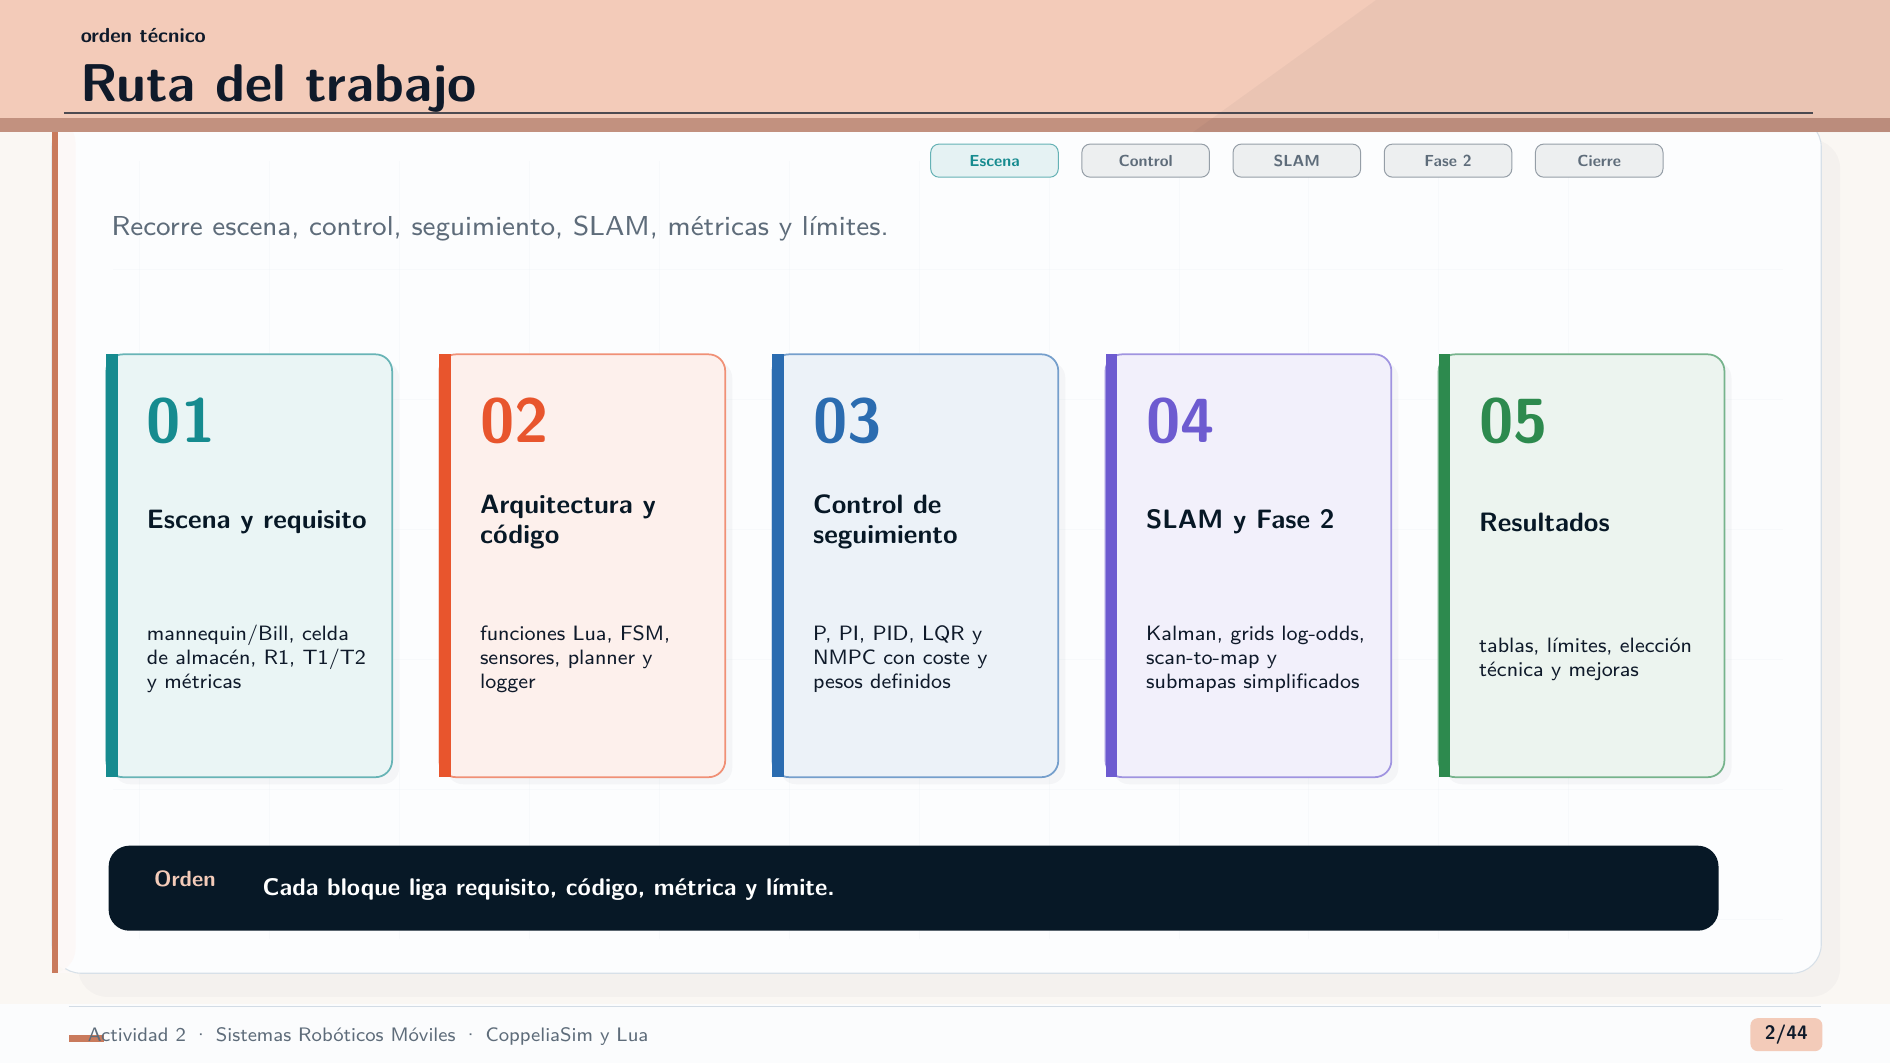 orden técnico
Ruta del trabajo
Escena
Control
SLAM
Fase 2
Cierre
Recorre escena, control, seguimiento, SLAM, métricas y límites.
01
Escena y requisito
mannequin/Bill, celda
de almacén, R1, T1/T2
y métricas
02
Arquitectura y
código
funciones Lua, FSM,
sensores, planner y
logger
03
Control de
seguimiento
P, PI, PID, LQR y
NMPC con coste y
pesos definidos
04
SLAM y Fase 2
Kalman, grids log-odds,
scan-to-map y
submapas simplificados
05
Resultados
tablas, límites, elección
técnica y mejoras
Orden
Cada bloque liga requisito, código, métrica y límite.
Actividad 2 · Sistemas Robóticos Móviles · CoppeliaSim y Lua
2/44